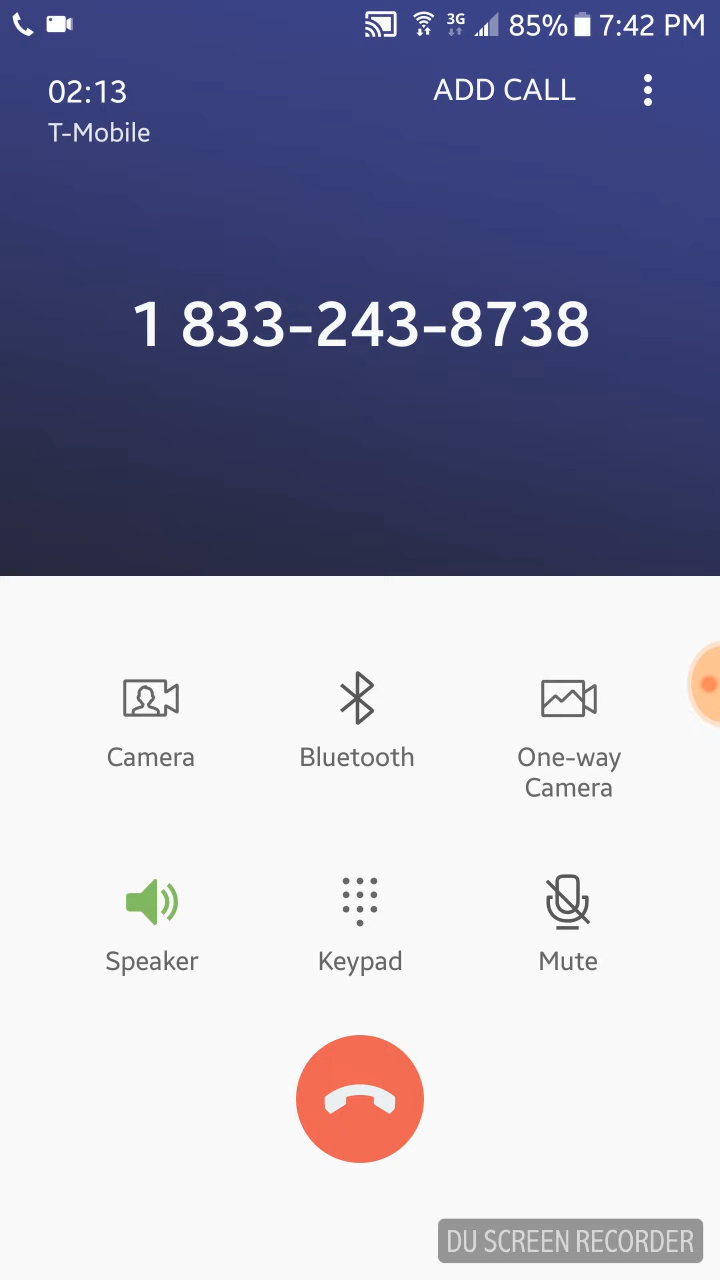 3G 85% 7:42 PM
02:13 ADD CALL
T-Mobile
1 833-243-8738
Camera Bluetooth One-way
Camera
Speaker Keypad Mute
DU SCREEN RECORDER